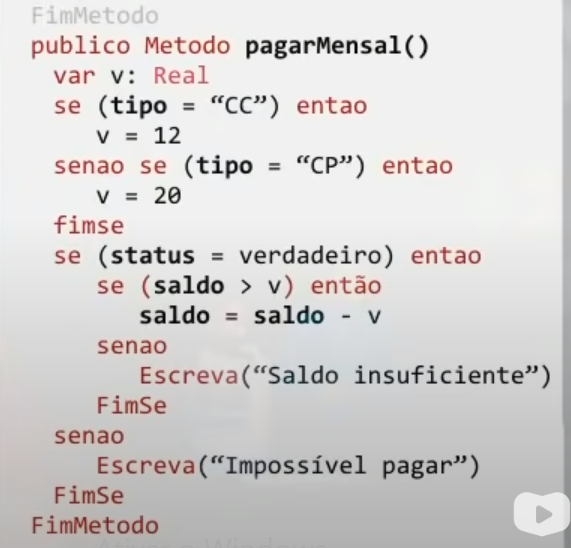 FimMetodo
publico Metodo pagarMensal()
var v: Real
se (tipo = “CC”) entao
v = 12
senao se (tipo = “CP”) entao
v = 20
fimse
se (status = verdadeiro) entao
se (saldo > v) então
saldo = saldo - v
senao
Escreva(“Saldo insuficiente”)
FimSe
senao
Escreva(“Impossível pagar”)
FimSe
FimMetodo